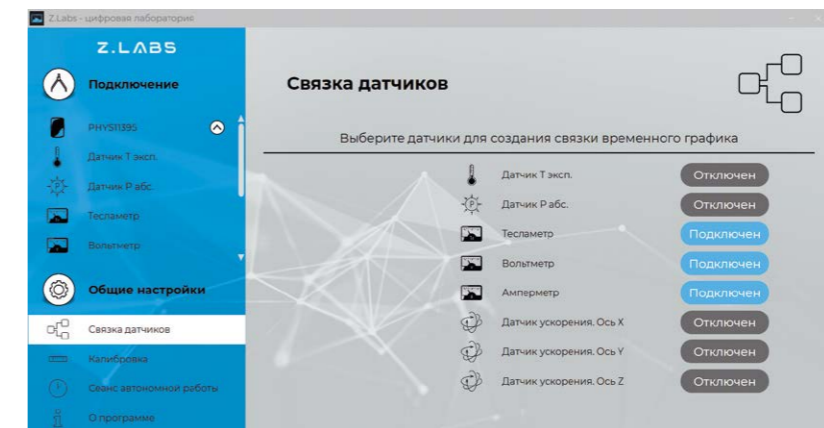 Z.Labs - цифровая лаборатория
Z.LABS
Подключение
PHYS11395
Датчик Т эксп.
Датчик Р абс.
Тесламетр
Вольтметр
Общие настройки
Связка датчиков
Калибровка
Сеанс автономной работы
О программе
Связка датчиков
Выберите датчики для создания связки временного графика
Датчик Т эксп. Отключен
Датчик Р абс. Отключен
Тесламетр Подключен
Вольтметр Подключен
Амперметр Подключен
Датчик ускорения. Ось X Отключен
Датчик ускорения. Ось Y Отключен
Датчик ускорения. Ось Z Отключен